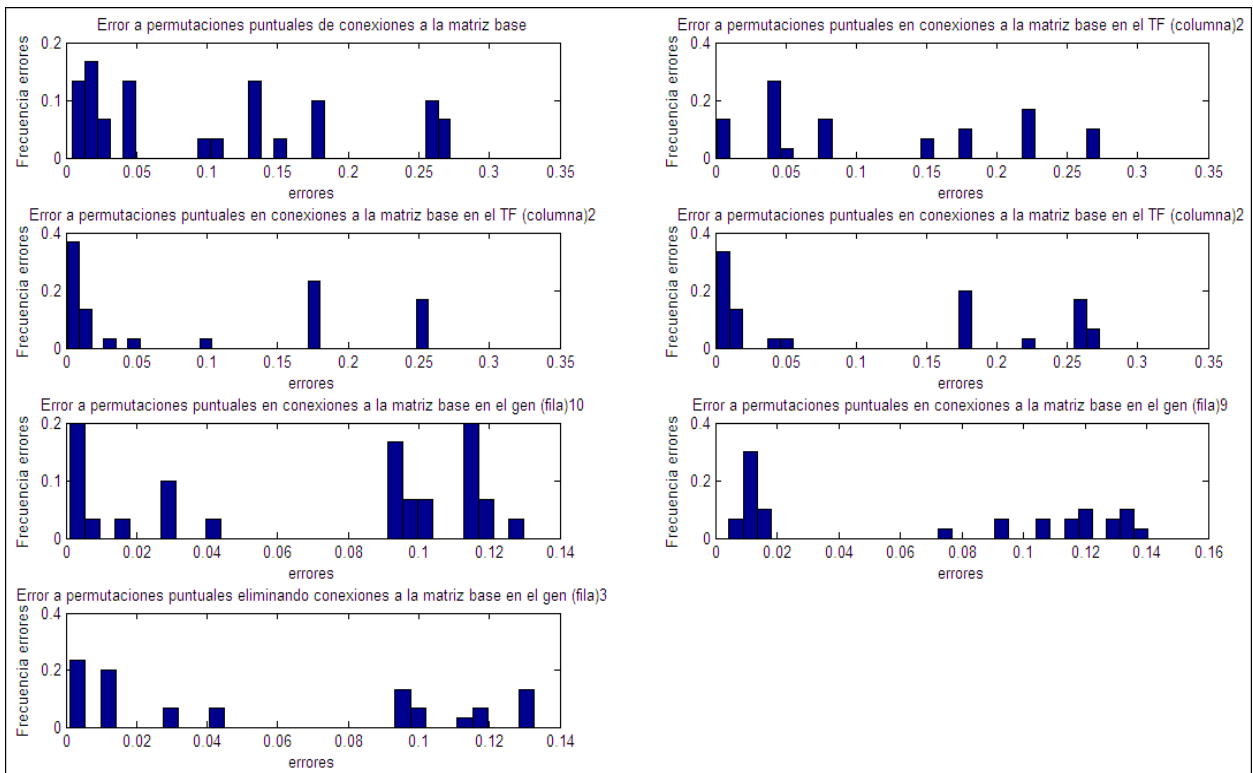 Error a permutaciones puntuales de conexiones a la matriz base
Frecuencia errores
0.2
0.1
0
0 0.05 0.1 0.15 0.2 0.25 0.3 0.35
errores
Error a permutaciones puntuales en conexiones a la matriz base en el TF (columna)2
Frecuencia errores
0.4
0.2
0
0 0.05 0.1 0.15 0.2 0.25 0.3 0.35
errores
Error a permutaciones puntuales en conexiones a la matriz base en el TF (columna)2
Frecuencia errores
0.4
0.2
0
0 0.05 0.1 0.15 0.2 0.25 0.3 0.35
errores
Error a permutaciones puntuales en conexiones a la matriz base en el TF (columna)2
Frecuencia errores
0.4
0.2
0
0 0.05 0.1 0.15 0.2 0.25 0.3 0.35
errores
Error a permutaciones puntuales en conexiones a la matriz base en el gen (fila)10
Frecuencia errores
0.2
0.1
0
0 0.02 0.04 0.06 0.08 0.1 0.12 0.14
errores
Error a permutaciones puntuales en conexiones a la matriz base en el gen (fila)9
Frecuencia errores
0.4
0.2
0
0 0.02 0.04 0.06 0.08 0.1 0.12 0.14 0.16
errores
Error a permutaciones puntuales eliminando conexiones a la matriz base en el gen (fila)3
Frecuencia errores
0.4
0.2
0
0 0.02 0.04 0.06 0.08 0.1 0.12 0.14
errores